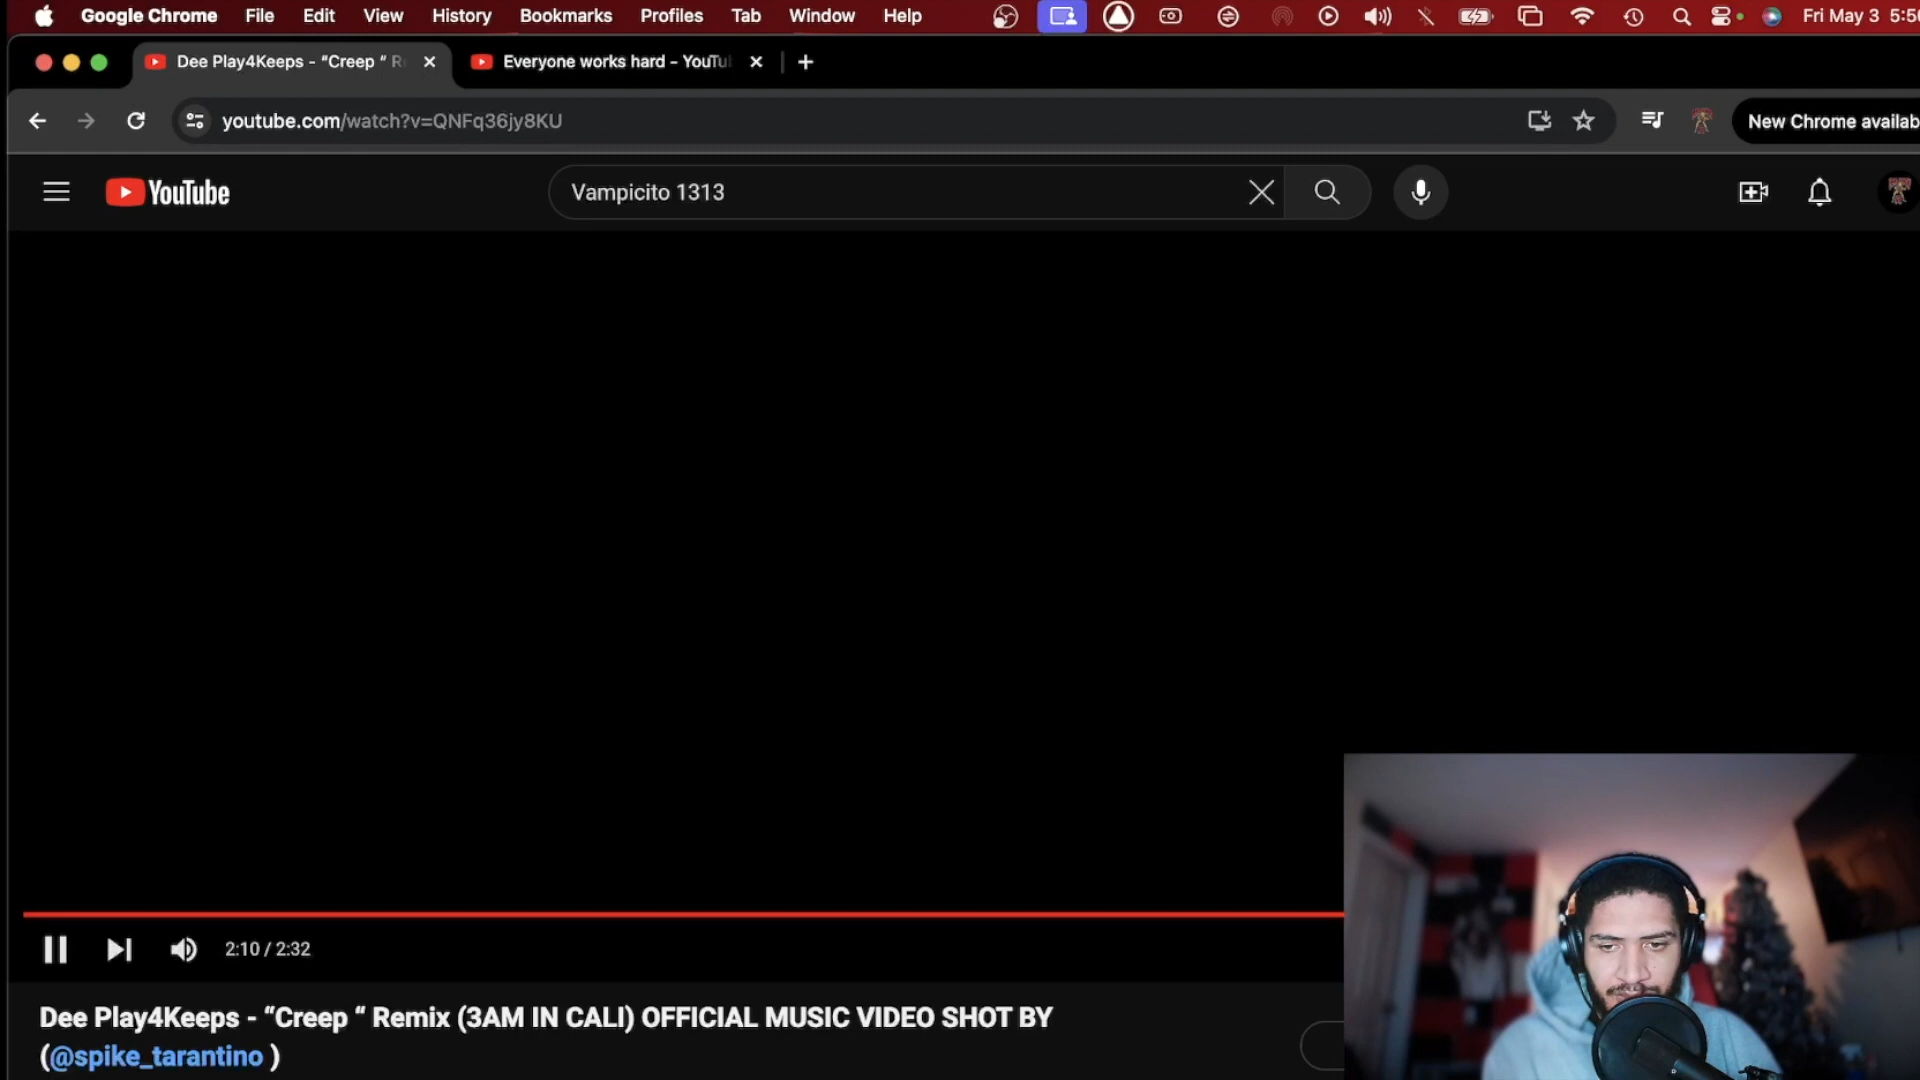 Google Chrome File Edit View History Bookmarks Profiles Tab Window Help Fri May 3
Dee Play4Keeps - “Creep “ Everyone works hard - YouTu
youtube.com/watch?v=QNFq36jy8KU New Chrome availab
YouTube Vampicito 1313
2:10 / 2:32
Dee Play4Keeps - “Creep “ Remix (3AM IN CALI) OFFICIAL MUSIC VIDEO SHOT BY
(@spike_tarantino )